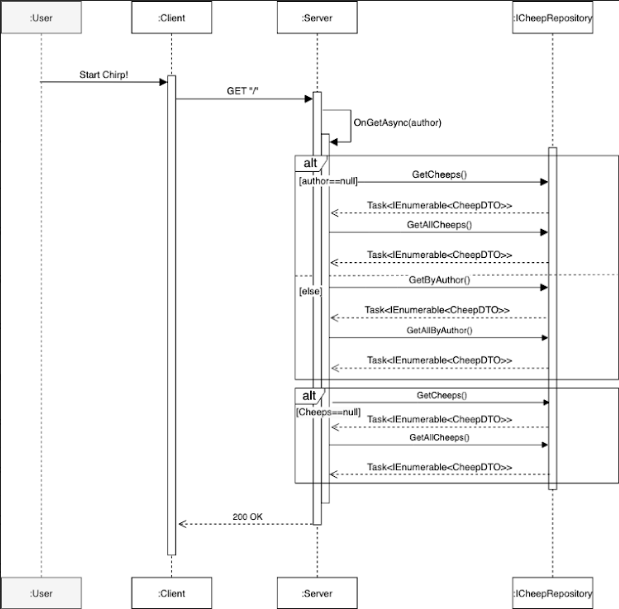 :User :Client :Server :ICheepRepository
Start Chirp!
GET "/"
OnGetAsync(author)
alt
[author==null] GetCheeps()
Task<IEnumerable<CheepDTO>>
GetAllCheeps()
Task<IEnumerable<CheepDTO>>
GetByAuthor()
[else]
Task<IEnumerable<CheepDTO>>
GetAllByAuthor()
Task<IEnumerable<CheepDTO>>
alt GetCheeps()
[Cheeps==null]
Task<IEnumerable<CheepDTO>>
GetAllCheeps()
Task<IEnumerable<CheepDTO>>
200 OK
:User :Client :Server :ICheepRepository